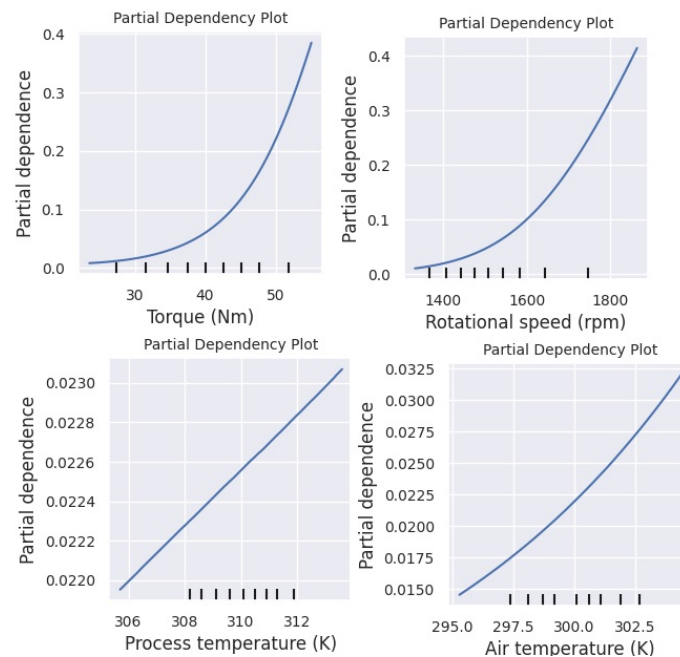 Partial Dependency Plot
Partial dependence
0.4
0.3
0.2
0.1
0.0
30 40 50
Torque (Nm)
Partial Dependency Plot
Partial dependence
0.4
0.3
0.2
0.1
0.0
1400 1600 1800
Rotational speed (rpm)
Partial Dependency Plot
Partial dependence
0.0230
0.0228
0.0226
0.0224
0.0222
0.0220
306 308 310 312
Process temperature (K)
Partial Dependency Plot
Partial dependence
0.0325
0.0300
0.0275
0.0250
0.0225
0.0200
0.0175
0.0150
295.0 297.5 300.0 302.5
Air temperature (K)